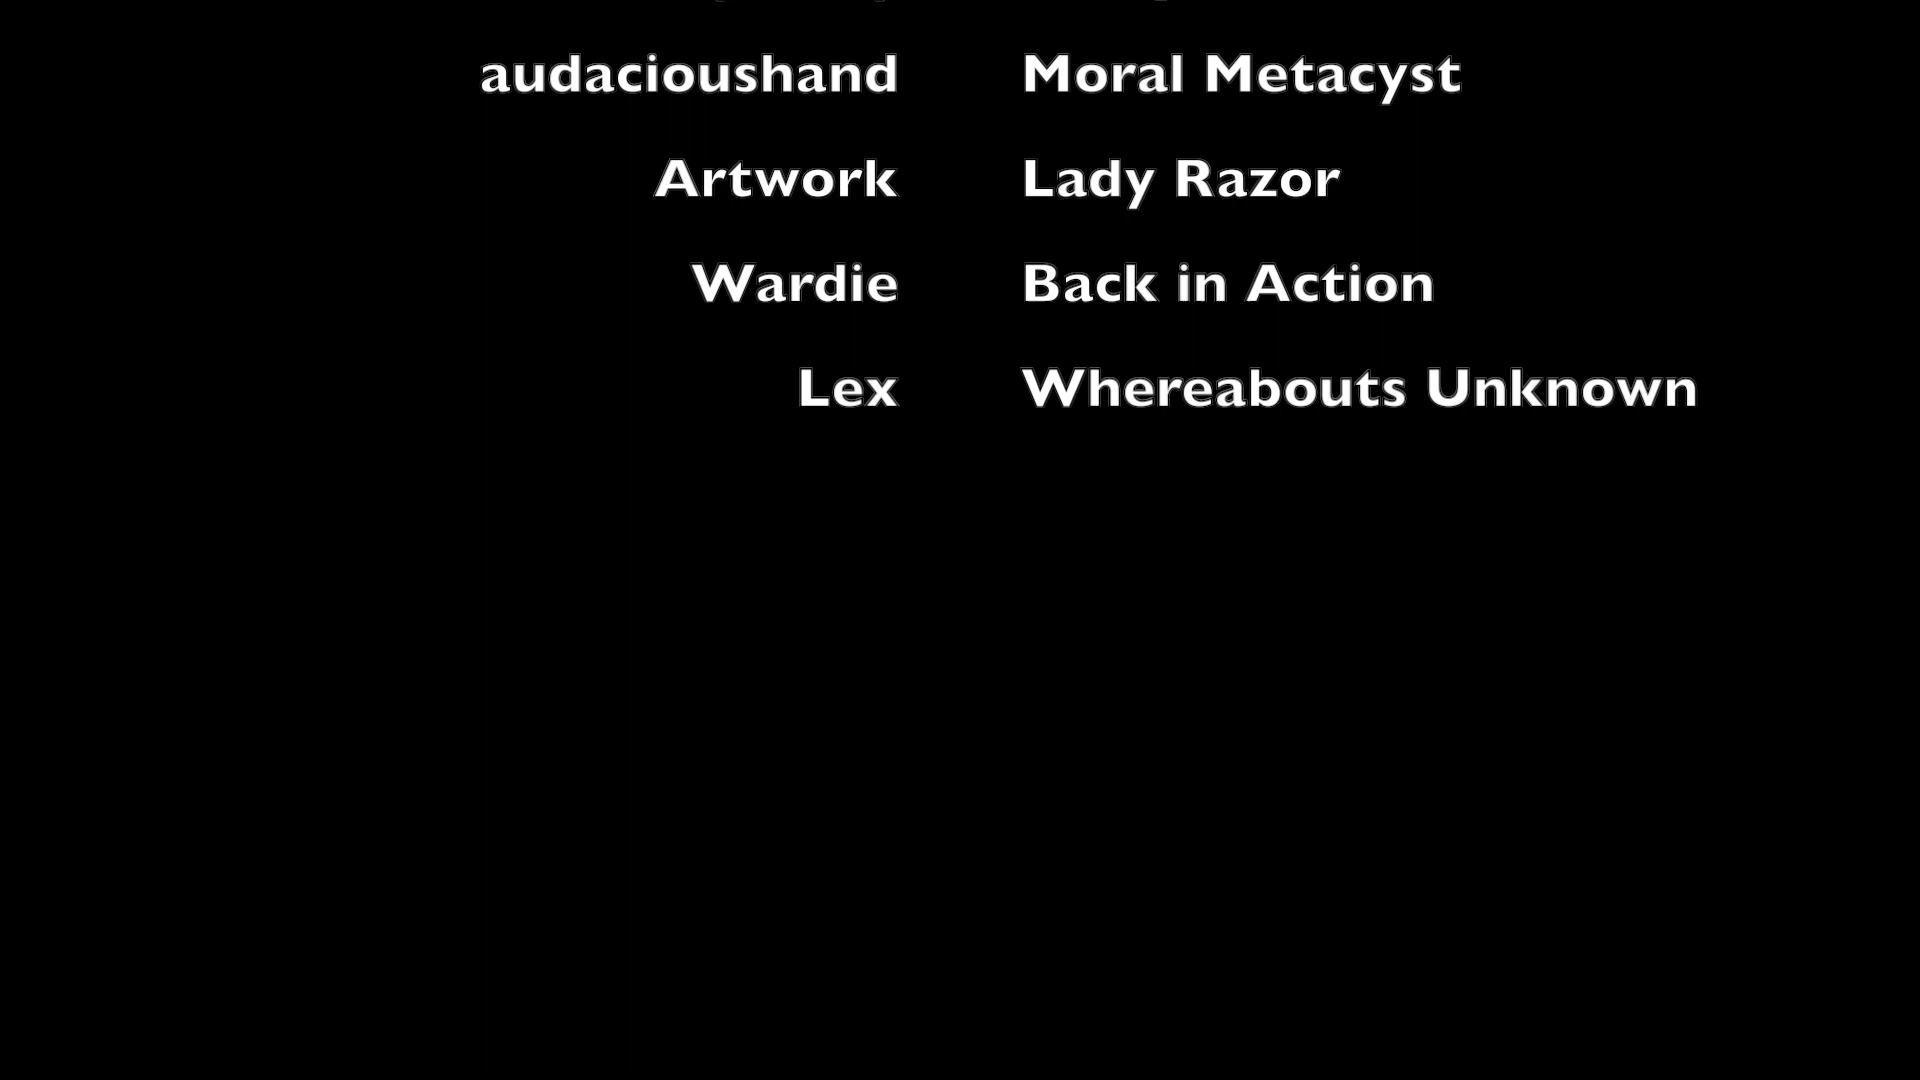 audacioushand Moral Metacyst
Artwork Lady Razor
Wardie Back in Action
Lex Whereabouts Unknown